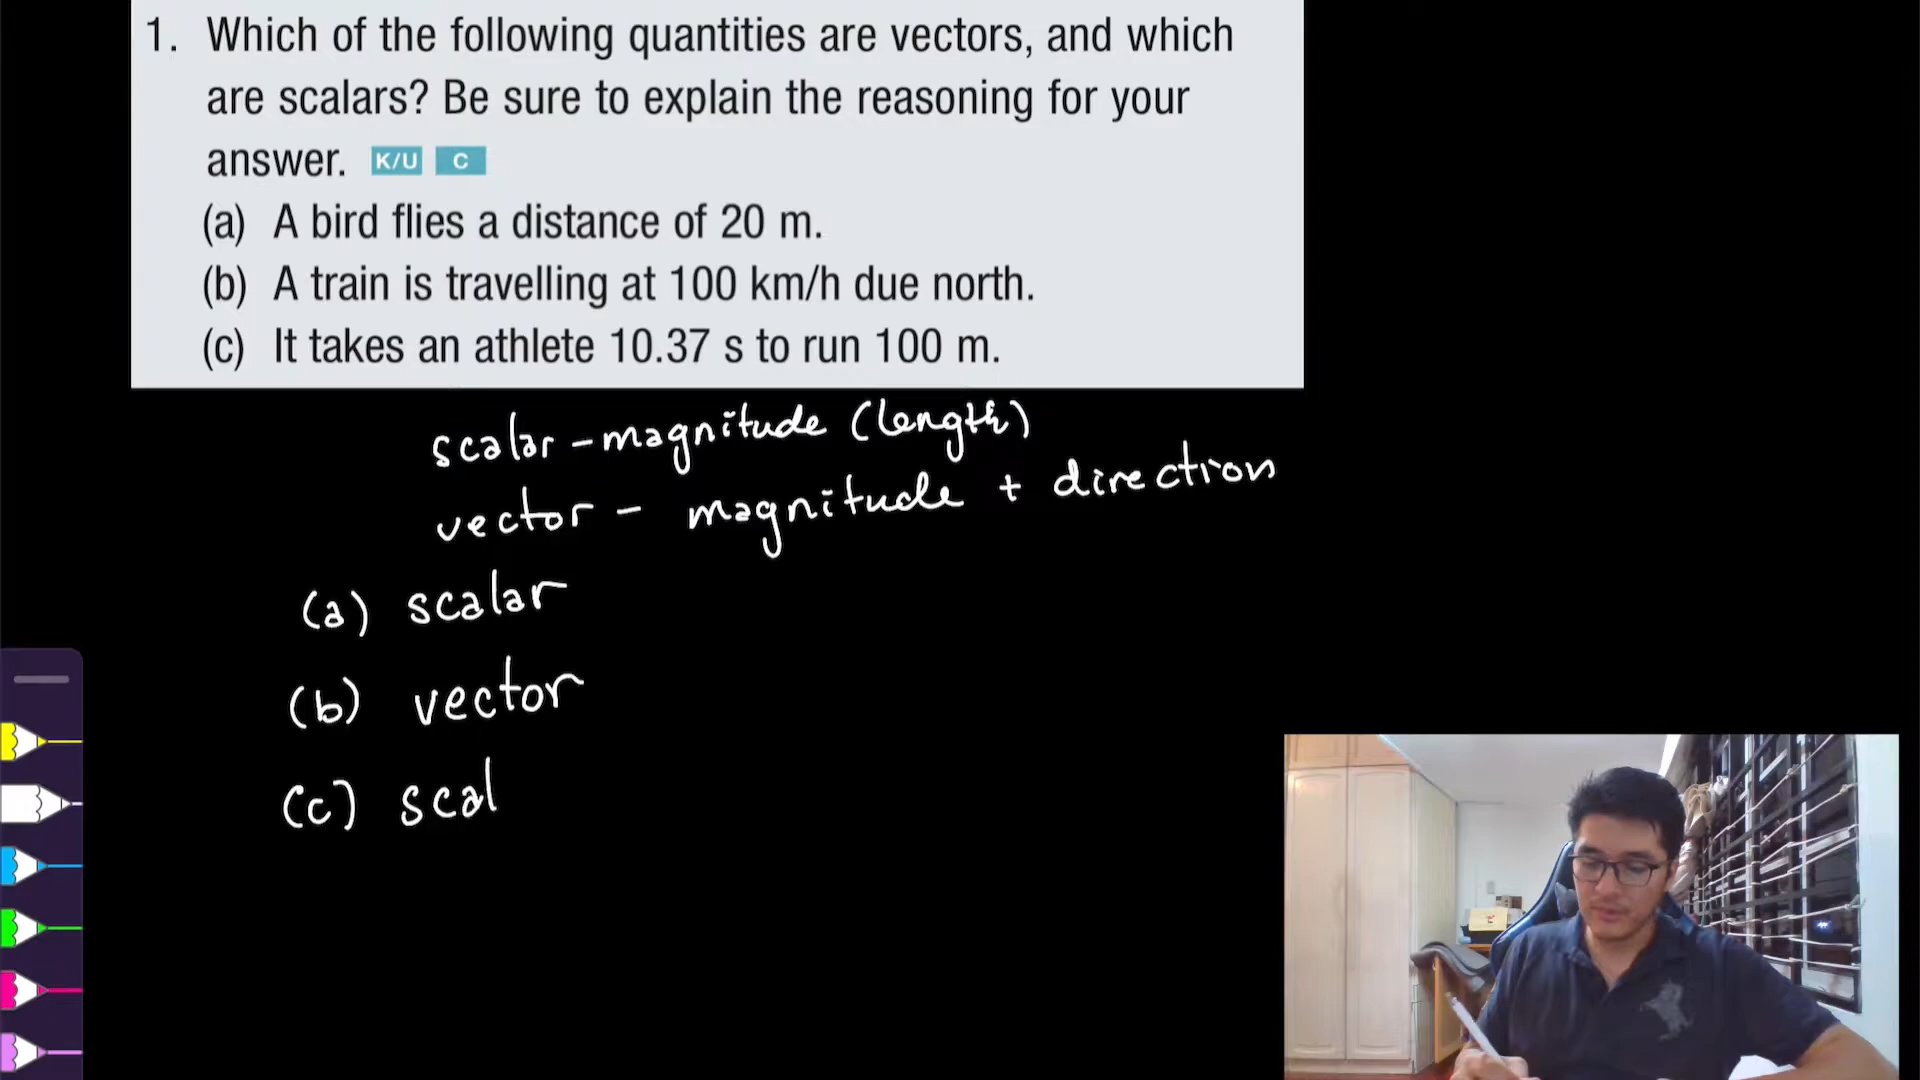 1. Which of the following quantities are vectors, and which
are scalars? Be sure to explain the reasoning for your
answer. K/U C
(a) A bird flies a distance of 20 m.
(b) A train is travelling at 100 km/h due north.
(c) It takes an athlete 10.37 s to run 100 m.
scalar - magnitude (length)
vector - magnitude + direction
(a) scalar
(b) vector
(c) scal